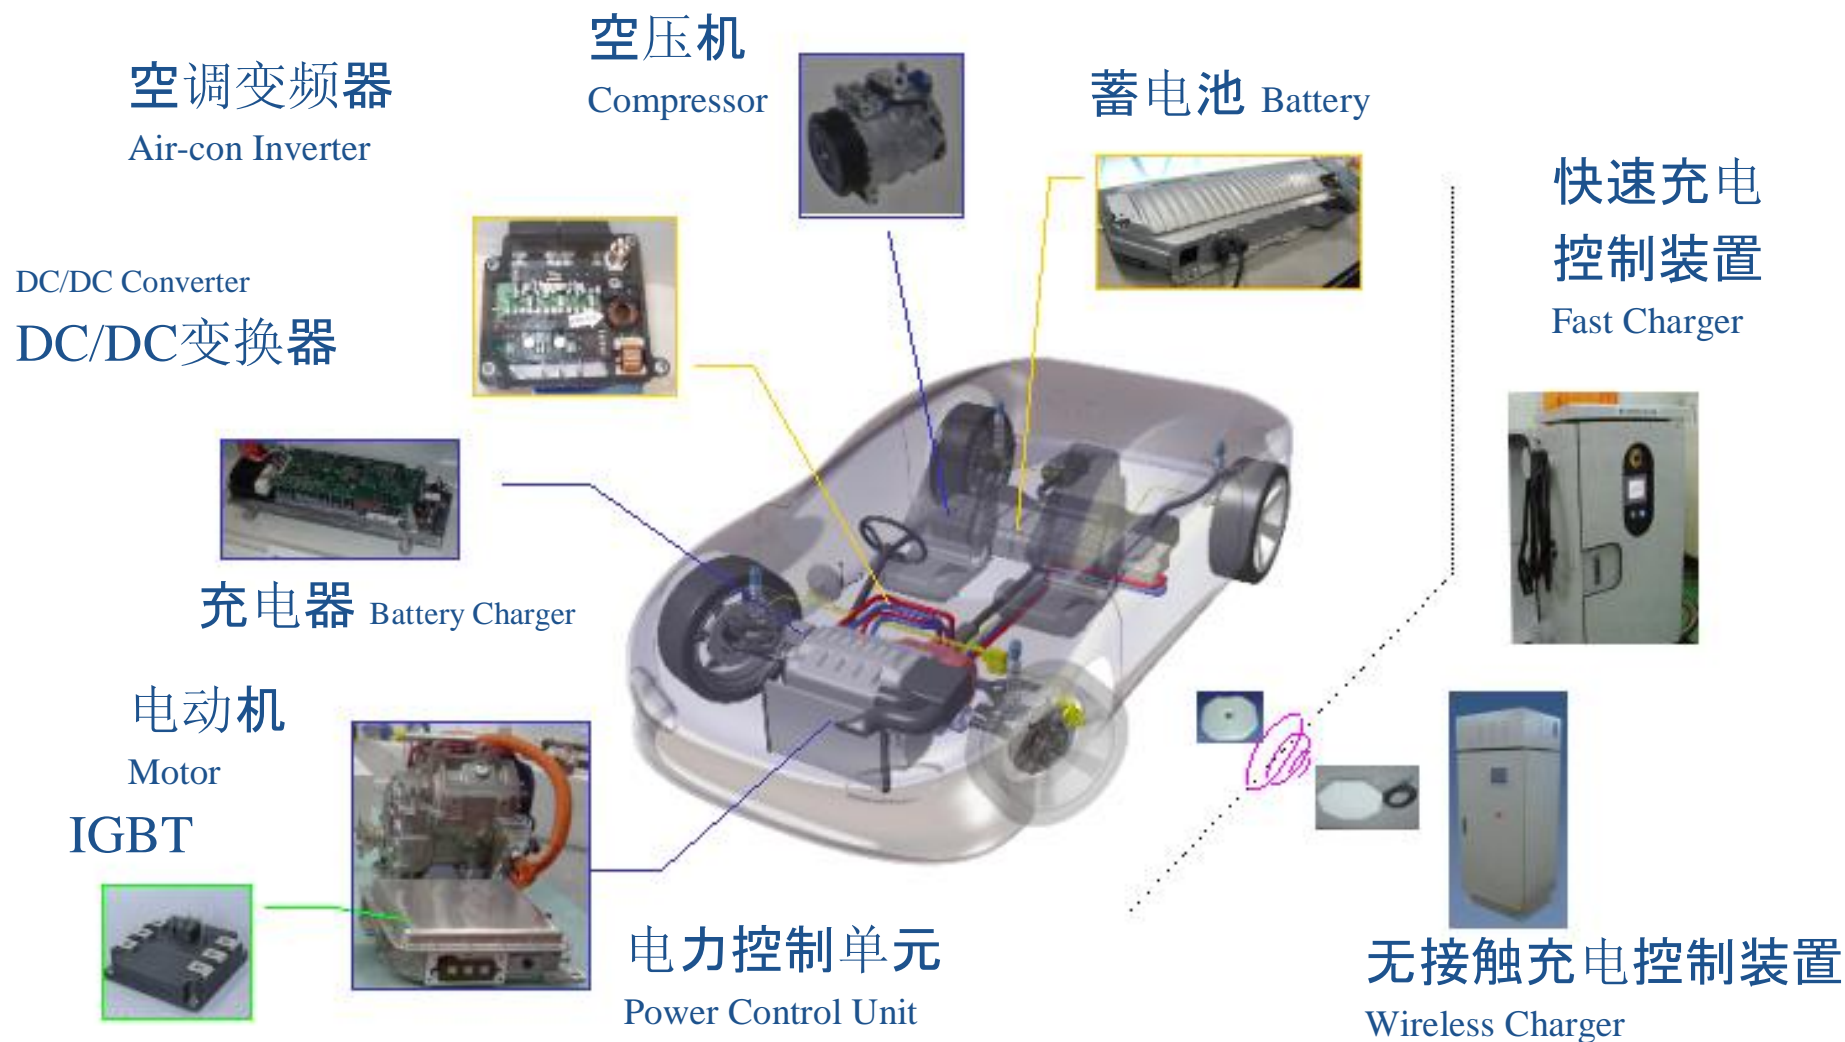 空调变频器
Air-con Inverter
空压机
Compressor
蓄电池 Battery
快速充电
控制装置
Fast Charger
DC/DC Converter
DC/DC变换器
充电器 Battery Charger
电动机
Motor
IGBT
电力控制单元
Power Control Unit
无接触充电控制装置
Wireless Charger